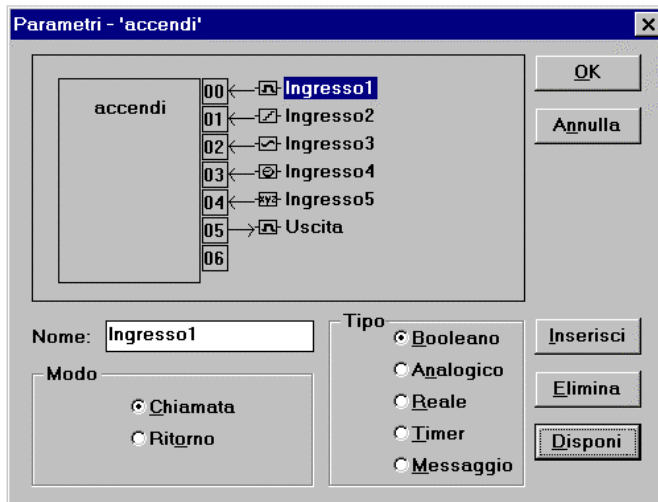 Parametri - 'accendi'
accendi
00 Ingresso1
01 Ingresso2
02 Ingresso3
03 Ingresso4
04 xyz Ingresso5
05 Uscita
06
OK
Annulla
Nome: Ingresso1
Modo
Chiamata
Ritorno
Tipo
Booleano
Analogico
Reale
Timer
Messaggio
Inserisci
Elimina
Disponi